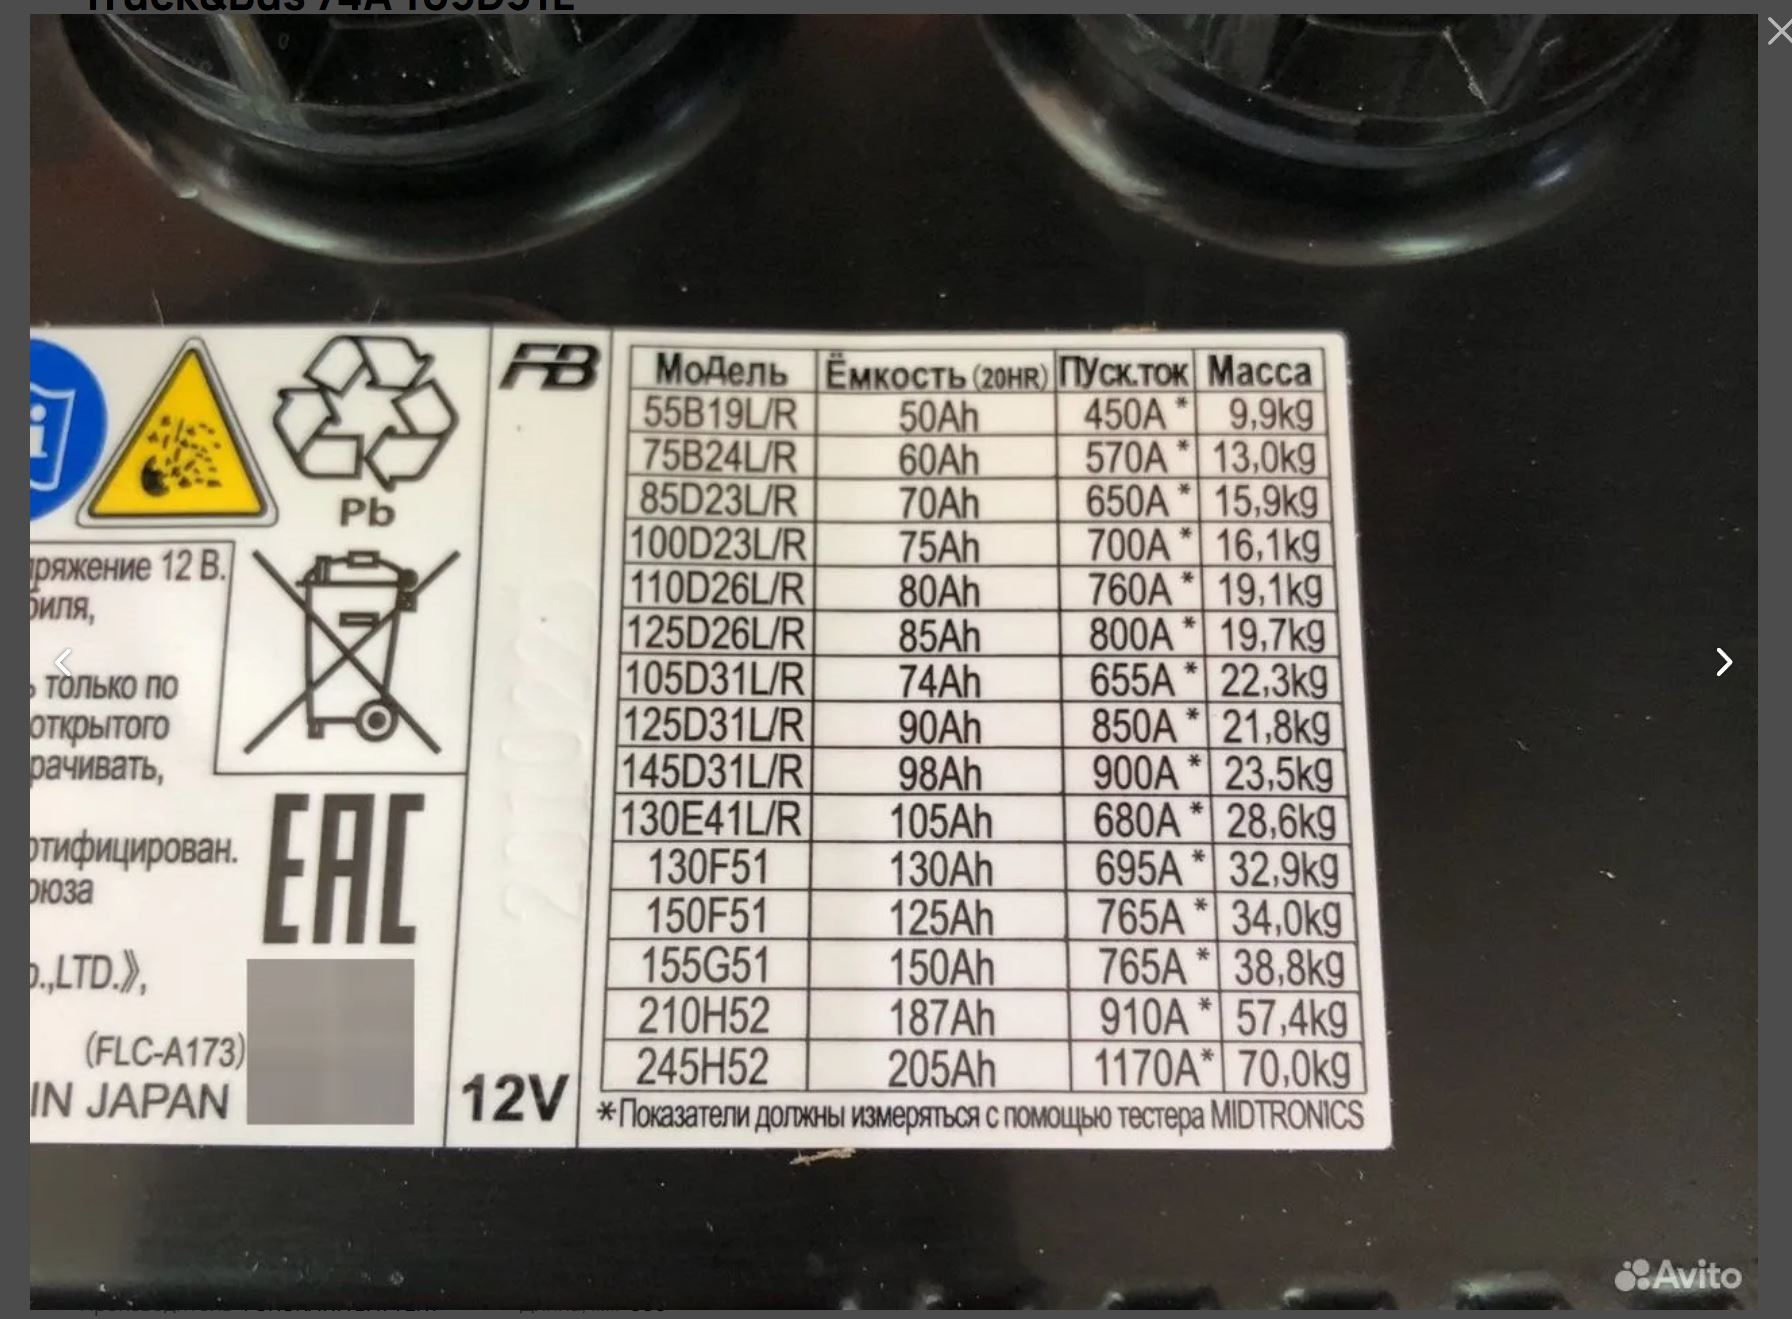 Truck&Bus 74A 105D31L
FB
Модель Ёмкость (20HR) Пуск.ток Масса
55B19L/R 50Ah 450A * 9,9kg
75B24L/R 60Ah 570A * 13,0kg
85D23L/R 70Ah 650A * 15,9kg
100D23L/R 75Ah 700A * 16,1kg
110D26L/R 80Ah 760A * 19,1kg
125D26L/R 85Ah 800A * 19,7kg
105D31L/R 74Ah 655A * 22,3kg
125D31L/R 90Ah 850A * 21,8kg
145D31L/R 98Ah 900A * 23,5kg
130E41L/R 105Ah 680A * 28,6kg
130F51 130Ah 695A * 32,9kg
150F51 125Ah 765A * 34,0kg
155G51 150Ah 765A * 38,8kg
210H52 187Ah 910A * 57,4kg
245H52 205Ah 1170A* 70,0kg
*Показатели должны измеряться с помощью тестера MIDTRONICS
12V
i
Pb
пряжение 12 В.
биля,
ь только по
открытого
рачивать,
ртифицирован.
оюза
EAC
o.,LTD.》,
(FLC-A173)
IN JAPAN
Avito